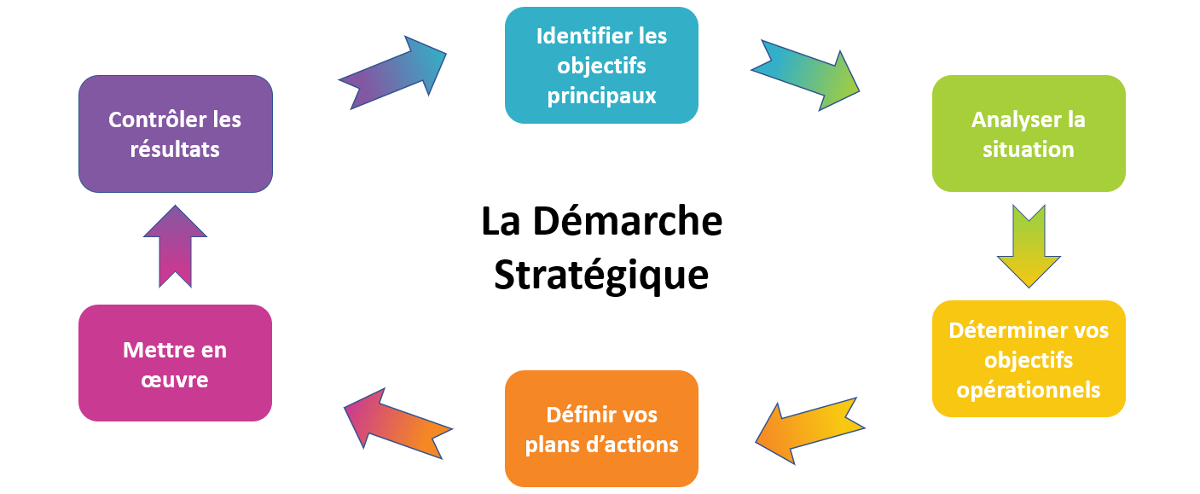 Identifier les
objectifs
principaux
Contrôler les
résultats
Analyser la
situation
La Démarche
Stratégique
Mettre en
œuvre
Déterminer vos
objectifs
opérationnels
Définir vos
plans d’actions